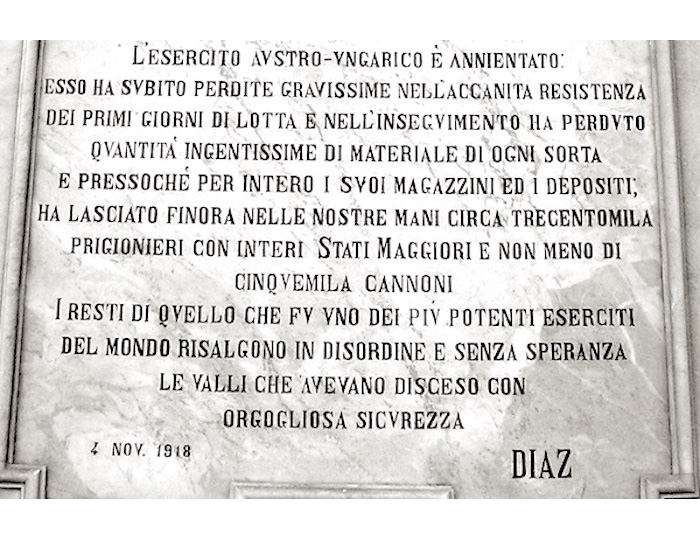 L'ESERCITO AVSTRO-VNGARICO È ANNIENTATO:
ESSO HA SVBITO PERDITE GRAVISSIME NELL'ACCANITA RESISTENZA
DEI PRIMI GIORNI DI LOTTA E NELL'INSEGVIMENTO HA PERDVTO
QVANTITÀ INGENTISSIME DI MATERIALE DI OGNI SORTA
E PRESSOCHÉ PER INTERO I SVOI MAGAZZINI ED I DEPOSITI;
HA LASCIATO FINORA NELLE NOSTRE MANI CIRCA TRECENTOMILA
PRIGIONIERI CON INTERI STATI MAGGIORI E NON MENO DI
CINQVEMILA CANNONI
I RESTI DI QVELLO CHE FV VNO DEI PIÙ POTENTI ESERCITI
DEL MONDO RISALGONO IN DISORDINE E SENZA SPERANZA
LE VALLI CHE AVEVANO DISCESO CON
ORGOGLIOSA SICVREZZA
4 NOV. 1918
DIAZ